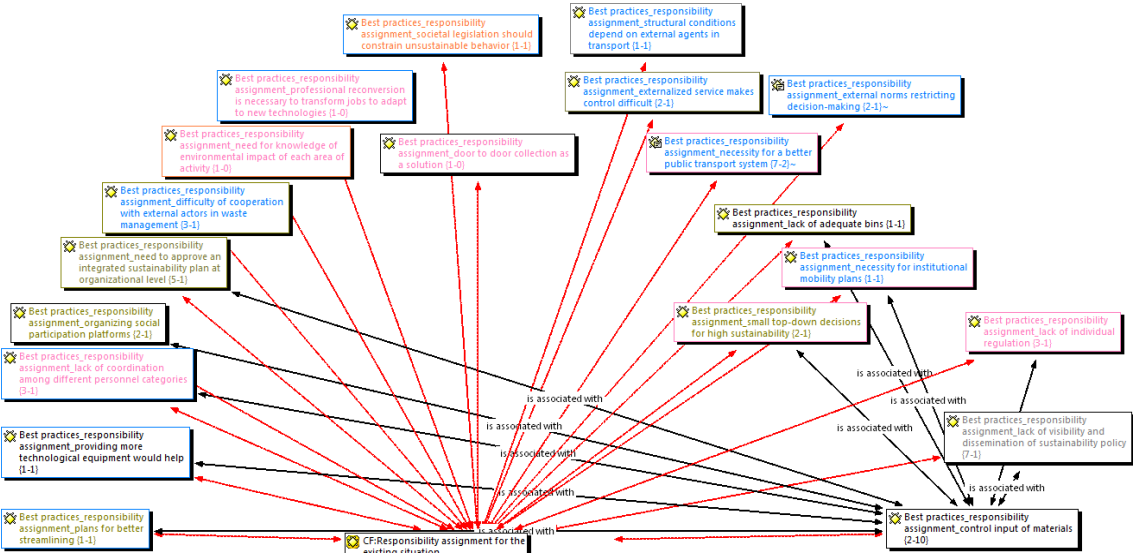 Best practices_responsibility
assignment_societal legislation should
constrain unsustainable behavior {1-1}
Best practices_responsibility
assignment_structural conditions
depend on external agents in
transport {1-1}
Best practices_responsibility
assignment_professional reconversion
is necessary to transform jobs to adapt
to new technologies {1-0}
Best practices_responsibility
assignment_externalized service makes
control difficult {2-1}
Best practices_responsibility
assignment_external norms restricting
decision-making {2-1}~
Best practices_responsibility
assignment_need for knowledge of
environmental impact of each area of
activity {1-0}
Best practices_responsibility
assignment_door to door collection as
a solution {1-0}
Best practices_responsibility
assignment_necessity for a better
public transport system {7-2}~
Best practices_responsibility
assignment_difficulty of cooperation
with external actors in waste
management {3-1}
Best practices_responsibility
assignment_lack of adequate bins {1-1}
Best practices_responsibility
assignment_need to approve an
integrated sustainability plan at
organizational level {5-1}
Best practices_responsibility
assignment_necessity for institutional
mobility plans {1-1}
Best practices_responsibility
assignment_organizing social
participation platforms {2-1}
Best practices_responsibility
assignment_small top-down decisions
for high sustainability {2-1}
Best practices_responsibility
assignment_lack of individual
regulation {3-1}
Best practices_responsibility
assignment_lack of coordination
among different personnel categories
{3-1}
is associated with
is associated with
is associated with
is associated with
Best practices_responsibility
assignment_lack of visibility and
dissemination of sustainability policy
{7-1}
Best practices_responsibility
assignment_providing more
technological equipment would help
{1-1}
is associated with
is associated with
is associated with
Best practices_responsibility
assignment_plans for better
streamlining {1-1}
is associated with
CF:Responsibility assignment for the
existing situation
Best practices_responsibility
assignment_control input of materials
{2-10}